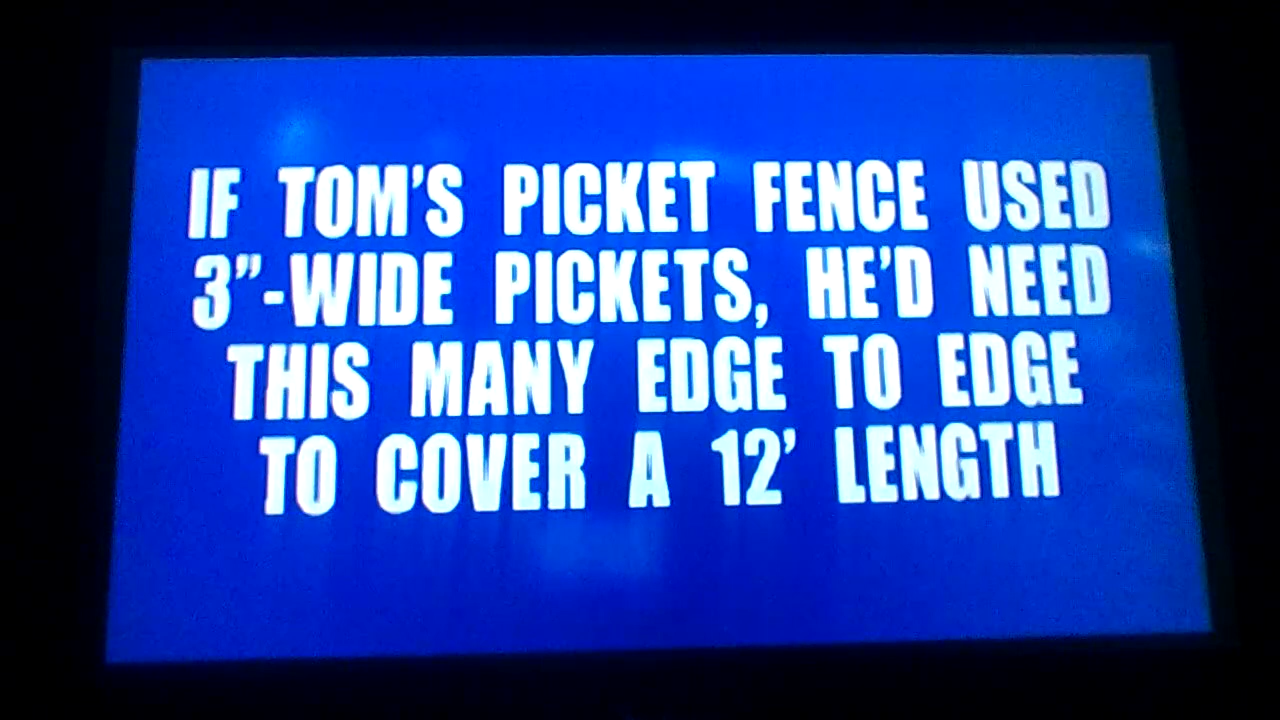 IF TOM'S PICKET FENCE USED
3"-WIDE PICKETS, HE'D NEED
THIS MANY EDGE TO EDGE
TO COVER A 12' LENGTH